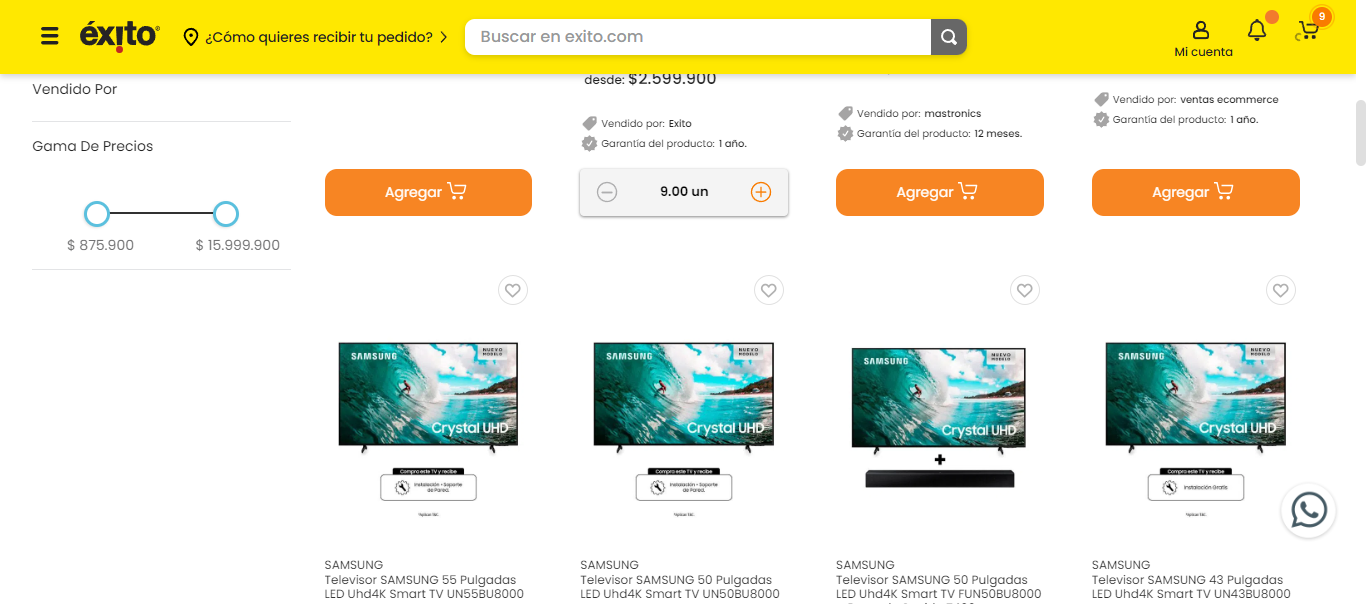 éxito
¿Cómo quieres recibir tu pedido?
Buscar en exito.com
Mi cuenta
9
Vendido Por
Gama De Precios
$ 875.900
$ 15.999.900
desde: $2.599.900
Vendido por: Exito
Garantía del producto: 1 año.
Vendido por: mastronics
Garantía del producto: 12 meses.
Vendido por: ventas ecommerce
Garantía del producto: 1 año.
Agregar
9.00 un
Agregar
Agregar
SAMSUNG
NUEVO
MODELO
Crystal UHD
Compra este TV y recibe
Instalación + Soporte
de Pared.
SAMSUNG
NUEVO
MODELO
Crystal UHD
Compra este TV y recibe
Instalación + Soporte
de Pared.
SAMSUNG
NUEVO
MODELO
Crystal UHD
+
SAMSUNG
NUEVO
MODELO
Crystal UHD
Compra este TV y recibe
Instalación Gratis
SAMSUNG
Televisor SAMSUNG 55 Pulgadas
LED Uhd4K Smart TV UN55BU8000
SAMSUNG
Televisor SAMSUNG 50 Pulgadas
LED Uhd4K Smart TV UN50BU8000
SAMSUNG
Televisor SAMSUNG 50 Pulgadas
LED Uhd4K Smart TV FUN50BU8000
SAMSUNG
Televisor SAMSUNG 43 Pulgadas
LED Uhd4K Smart TV UN43BU8000